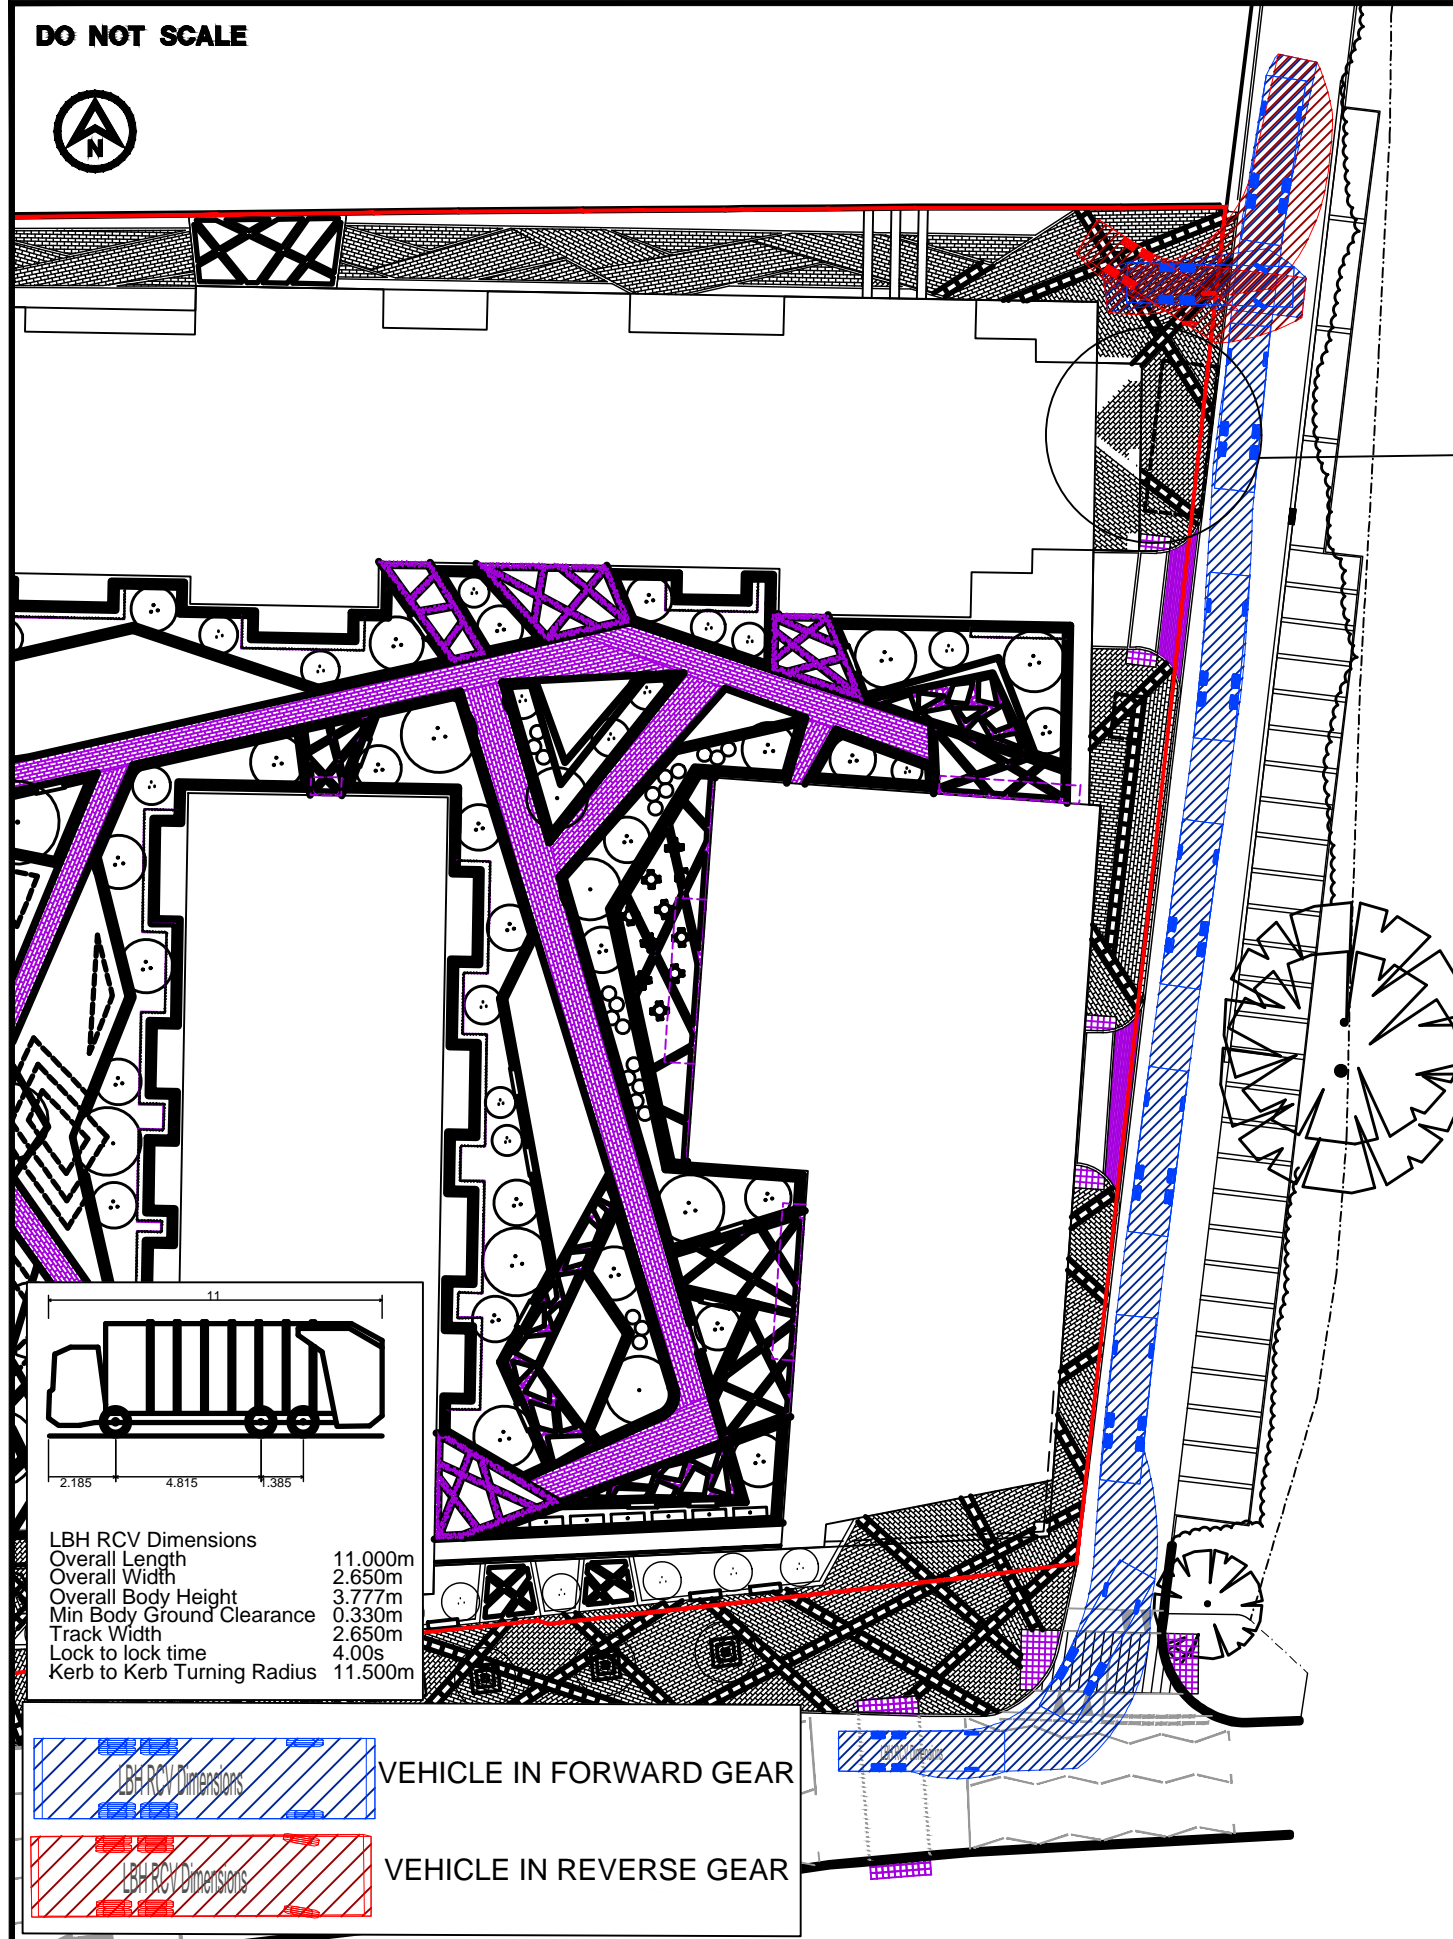 DO NOT SCALE
N
11
2.185 4.815 1.385
LBH RCV Dimensions
Overall Length 11.000m
Overall Width 2.650m
Overall Body Height 3.777m
Min Body Ground Clearance 0.330m
Track Width 2.650m
Lock to lock time 4.00s
Kerb to Kerb Turning Radius 11.500m
LBH RCV Dimensions
LBH RCV Dimensions
VEHICLE IN FORWARD GEAR
LBH RCV Dimensions
VEHICLE IN REVERSE GEAR